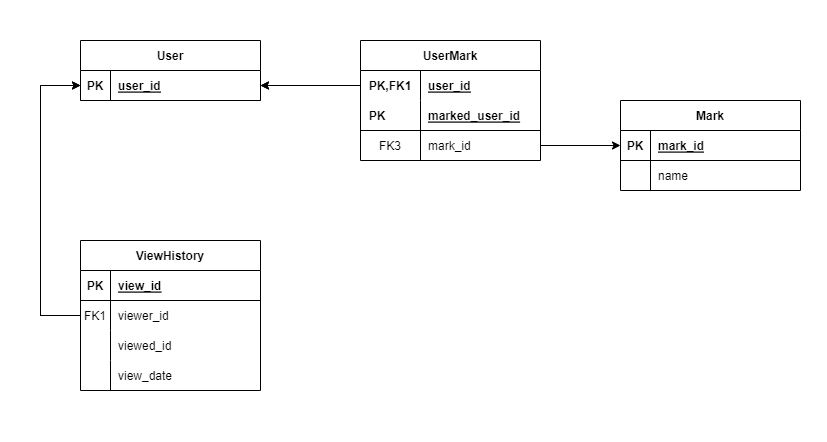 User
PK user_id
UserMark
PK,FK1 user_id
PK marked_user_id
FK3 mark_id
Mark
PK mark_id
name
ViewHistory
PK view_id
FK1 viewer_id
viewed_id
view_date